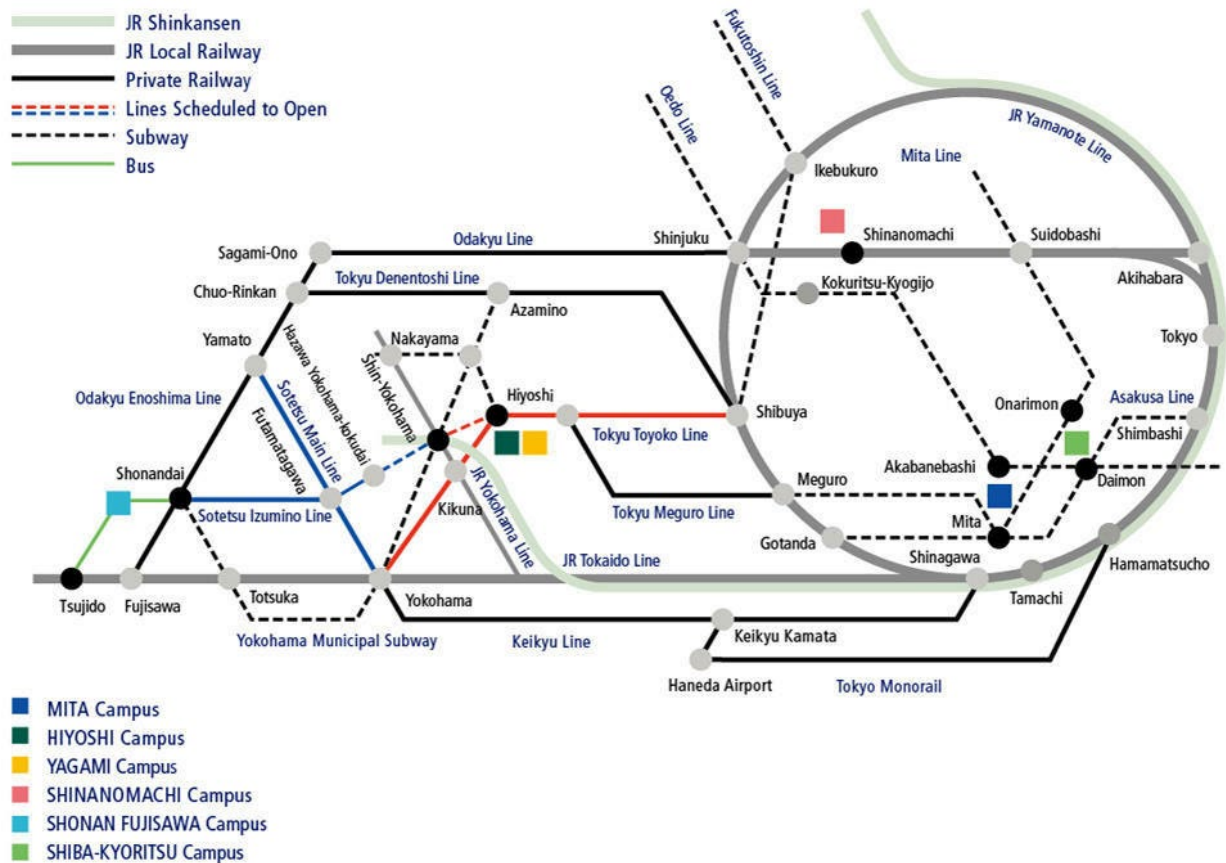 JR Shinkansen
JR Local Railway
Private Railway
Lines Scheduled to Open
Subway
Bus
Fukutoshin Line
Oedo Line
JR Yamanote Line
Mita Line
Ikebukuro
Odakyu Line
Shinjuku
Shinanomachi
Suidobashi
Sagami-Ono
Akihabara
Tokyu Denentoshi Line
Kokuritsu-Kyogijo
Chuo-Rinkan
Azamino
Tokyo
Yamato
Hazawa Yokohama-kokudai
Nakayama
Shin-Yokohama
Hiyoshi
Odakyu Enoshima Line
Sotetsu Main Line
Futamatagawa
Shibuya
Onarimon
Asakusa Line
Shimbashi
Tokyu Toyoko Line
Shonandai
Akabanebashi
Daimon
Meguro
Kikuna
JR Yokohama Line
Sotetsu Izumino Line
Tokyu Meguro Line
Mita
Gotanda
Shinagawa
JR Tokaido Line
Hamamatsucho
Tamachi
Tsujido
Fujisawa
Totsuka
Yokohama
Yokohama Municipal Subway
Keikyu Line
Keikyu Kamata
Haneda Airport
Tokyo Monorail
MITA Campus
HIYOSHI Campus
YAGAMI Campus
SHINANOMACHI Campus
SHONAN FUJISAWA Campus
SHIBA-KYORITSU Campus